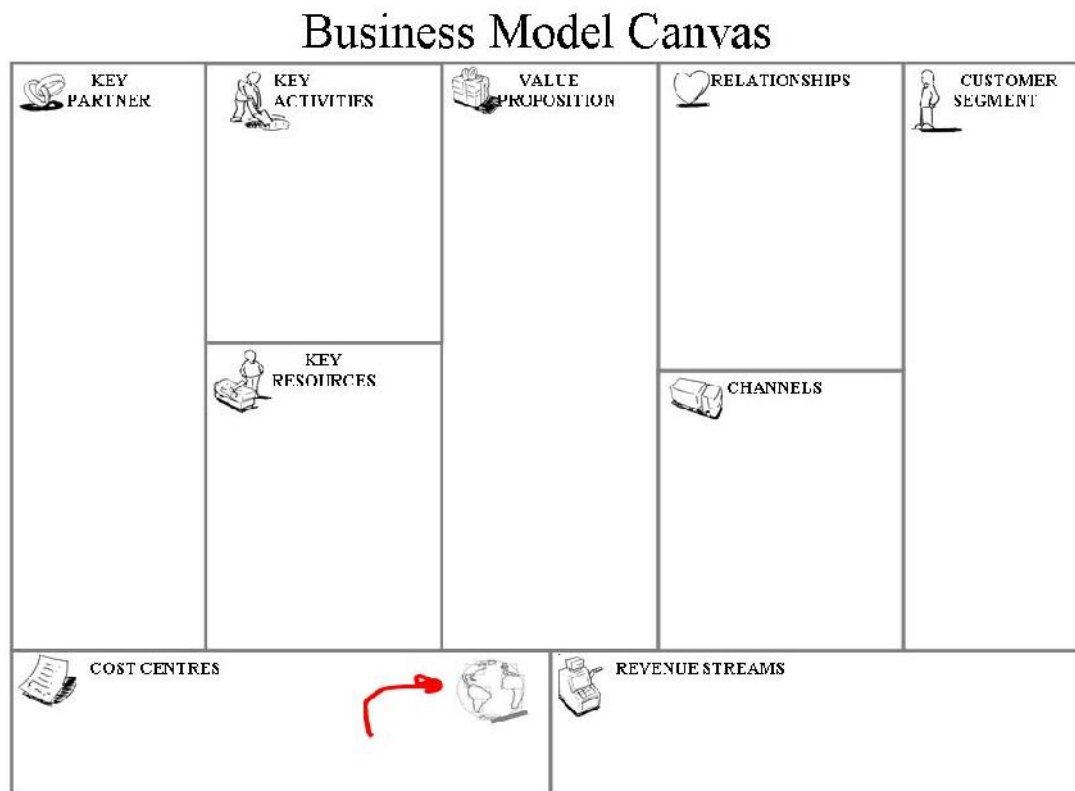 Business Model Canvas
KEY
PARTNER
KEY
ACTIVITIES
VALUE
PROPOSITION
RELATIONSHIPS
CUSTOMER
SEGMENT
KEY
RESOURCES
CHANNELS
COST CENTRES
REVENUE STREAMS